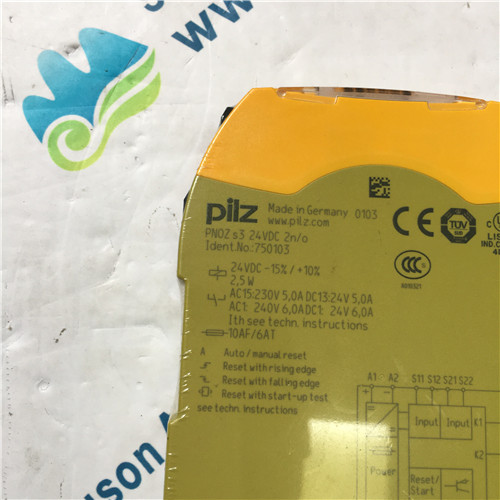 pilz
Made in Germany 0103
www.pilz.com
PNOZ s3 24VDC 2n/o
Ident.No.:750103
24VDC -15% / +10%
2,5 W
AC15:230V 5,0A DC13:24V 5,0A
AC1: 240V 6,0A DC1: 24V 6,0A
Ith see techn. instructions
10AF/6AT
A Auto / manual reset
Reset with rising edge
Reset with falling edge
Reset with start-up test
see techn. instructions
CE
TÜV
CCC
LIS
IND.C
A1 A2 S11 S12 S21 S22
+ -
Input Input K1
K2
Power
Reset/
Start
uson